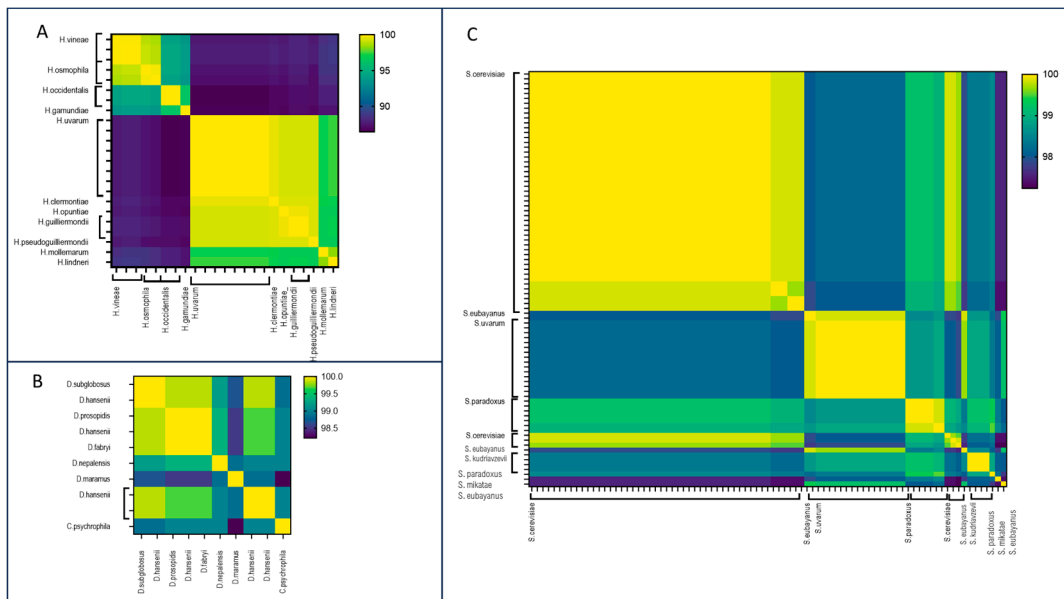 A
H.vineae
H.osmophila
H.occidentalis
H.gamundiae
H.uvarum
H.clermontiae
H.opuntiae
H.guilliermondii
H.pseudoguilliermondii
H.mollemarum
H.lindneri
100
95
90
H.vineae
H.osmophila
H.occidentalis
H.gamundiae
H.uvarum
H.clermontiae
H.opuntiae_
H.guilliermondii
H.pseudoguilliermondii
H.mollemarum
H.lindneri
B
D.subglobosus
D.hansenii
D.prosopidis
D.hansenii
D.fabryi
D.nepalensis
D.maramus
D.hansenii
C.psychrophila
100.0
99.5
99.0
98.5
D.subglobosus
D.hansenii
D.prosopidis
D.hansenii
D.fabryi
D.nepalensis
D.maramus
D.hansenii
D.hansenii
C.psychrophila
C
S.cerevisiae
S.eubayanus
S.uvarum
S.paradoxus
S.cerevisiae
S. eubayanus
S. kudriavzevii
S. paradoxus
S. mikatae
S. eubayanus
100
99
98
S.cerevisiae
S.eubayanus
S.uvarum
S.paradoxus
S.cerevisiae
S. eubayanus
S. kudriavzevii
S. paradoxus
S. mikatae
S. eubayanus